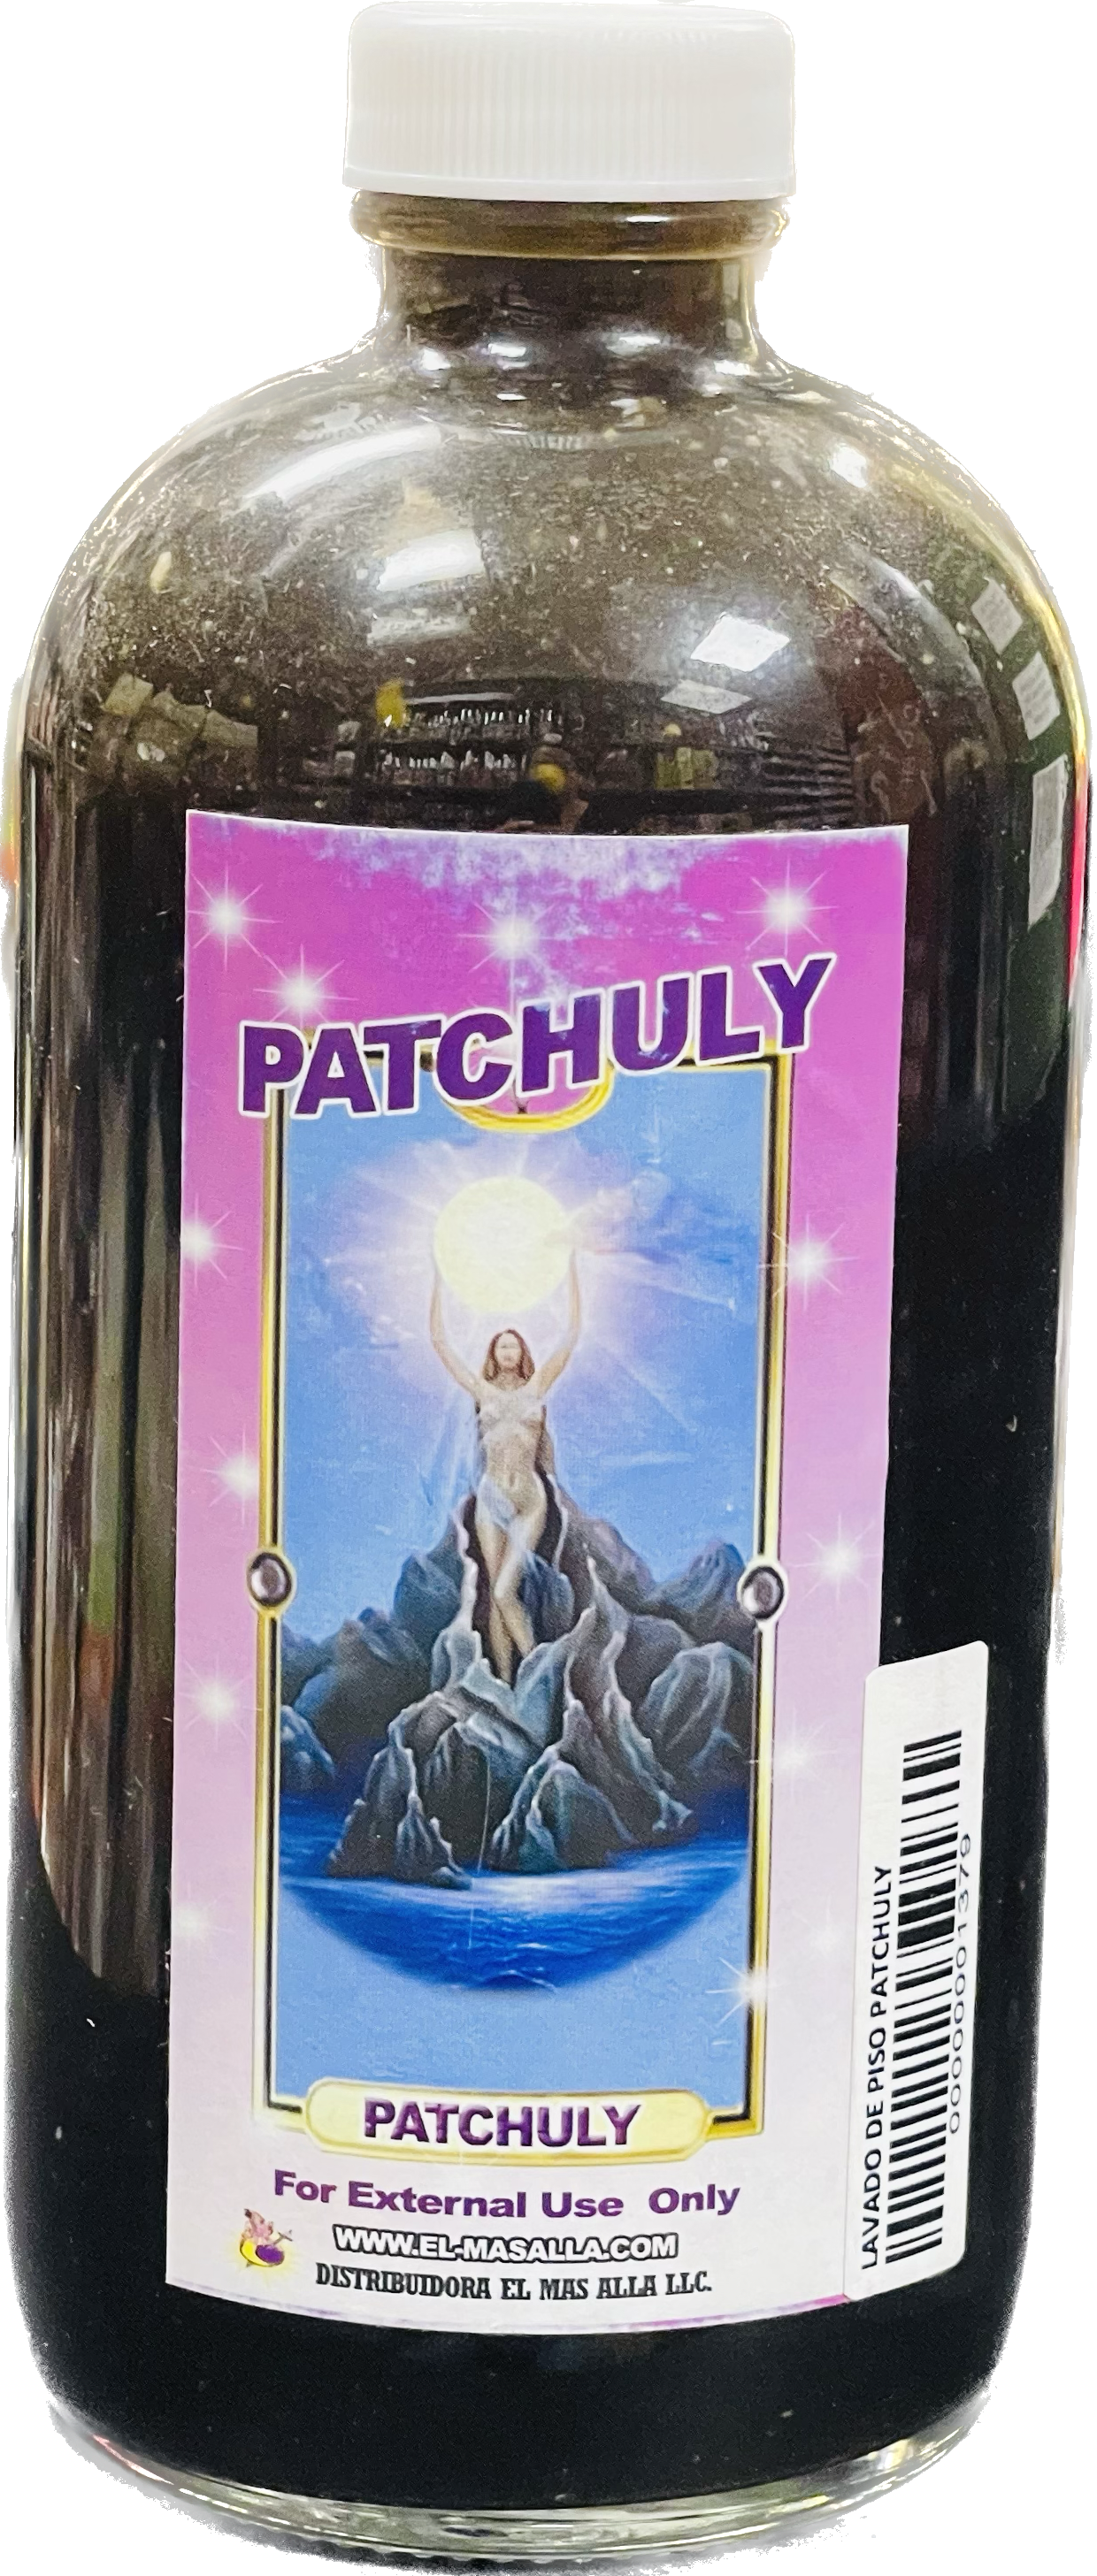 PATCHULY
PATCHULY
For External Use Only
WWW.EL-MASALLA.COM
DISTRIBUIDORA EL MAS ALLA LLC.
LAVADO DE PISO PATCHULY
0000000001379